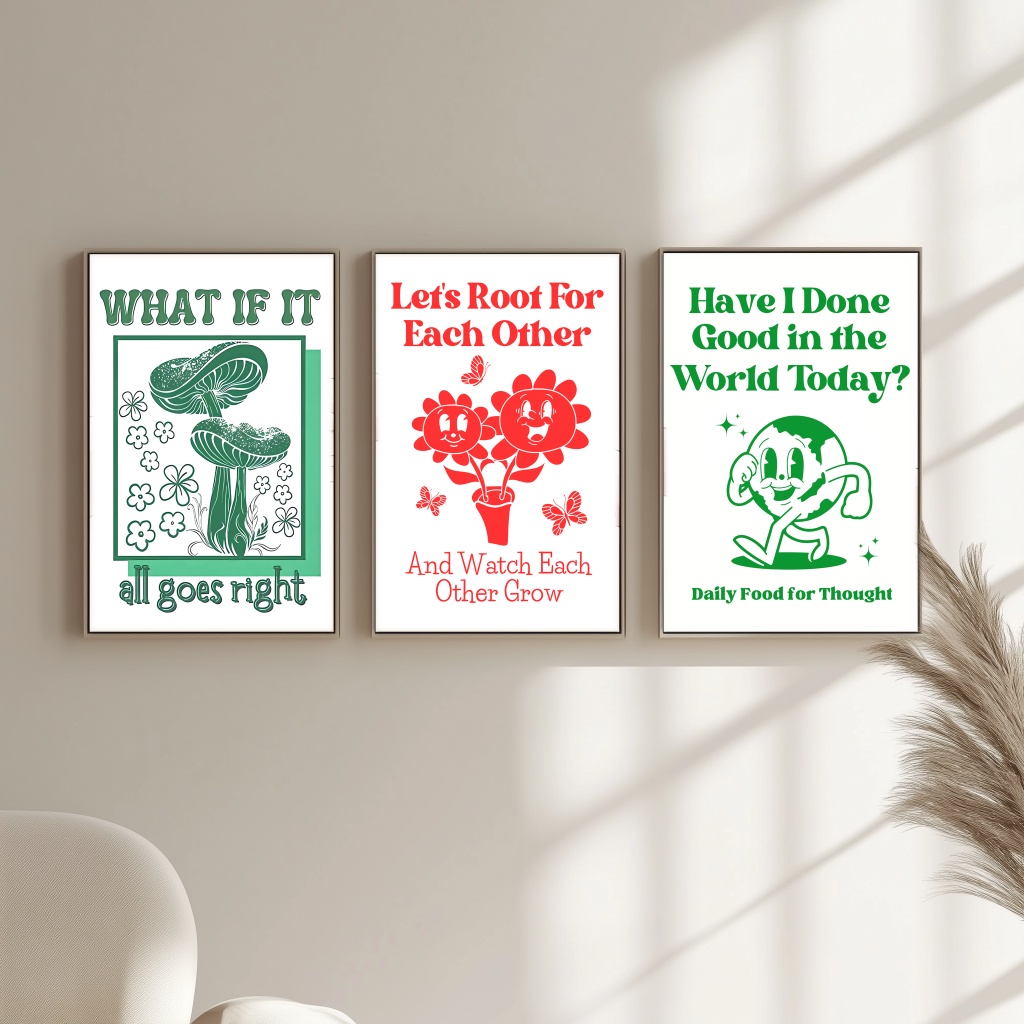 WHAT IF IT
all goes right
Let's Root For
Each Other
And Watch Each
Other Grow
Have I Done
Good in the
World Today?
Daily Food for Thought